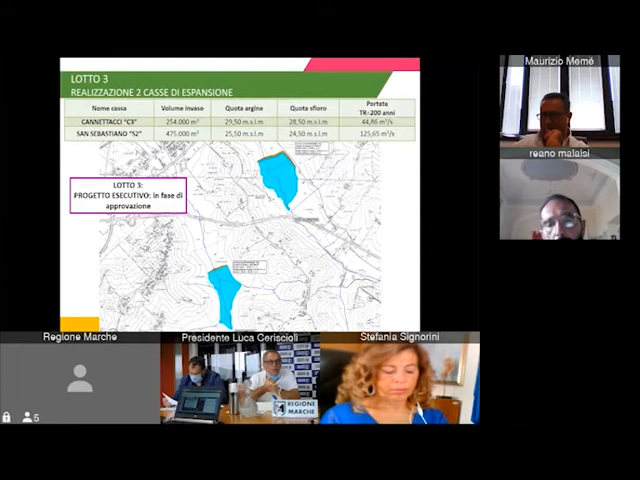 LOTTO 3
REALIZZAZIONE 2 CASSE DI ESPANSIONE
Nome cassa Volume invaso Quota argine Quota sfioro Portata TR=200 anni
CANNETTACCI "C3" 254.000 m³ 29,50 m.s.l.m 28,50 m.s.l.m 44,86 m³/s
SAN SEBASTIANO "S2" 475.000 m³ 25,50 m.s.l.m 24,50 m.s.l.m 125,65 m³/s
LOTTO 3:
PROGETTO ESECUTIVO: in fase di
approvazione
Maurizio Memé
reano malaisi
Regione Marche
Presidente Luca Ceriscioli
Stefania Signorini
5
REGIONE
MARCHE